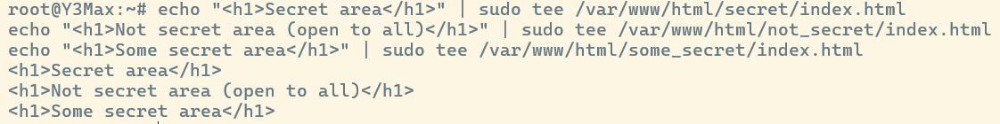 root@Y3Max:~# echo "<h1>Secret area</h1>" | sudo tee /var/www/html/secret/index.html
echo "<h1>Not secret area (open to all)</h1>" | sudo tee /var/www/html/not_secret/index.html
echo "<h1>Some secret area</h1>" | sudo tee /var/www/html/some_secret/index.html
<h1>Secret area</h1>
<h1>Not secret area (open to all)</h1>
<h1>Some secret area</h1>